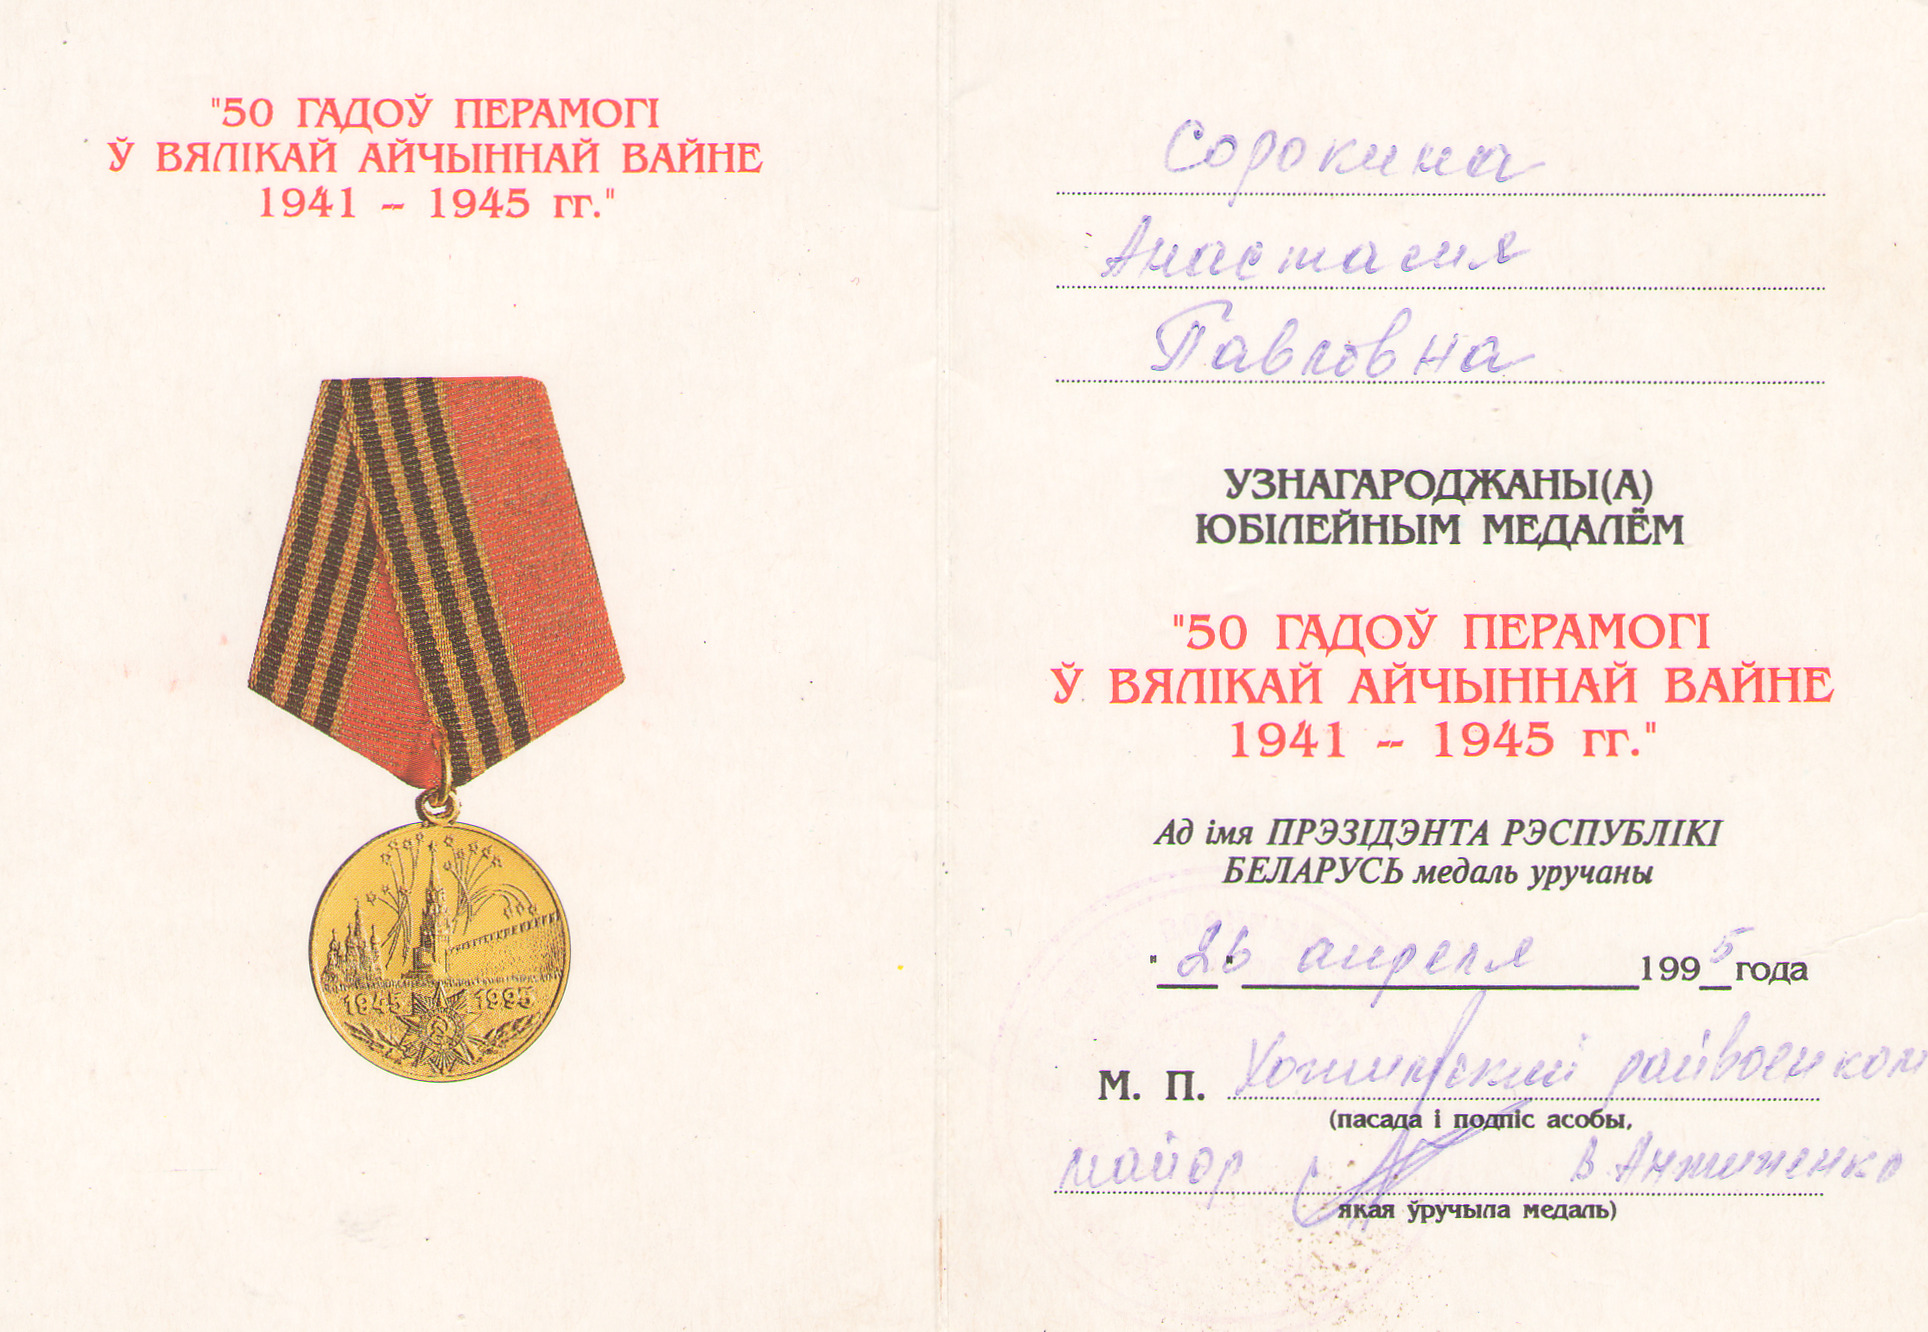 "50 ГАДОЎ ПЕРАМОГІ
Ў ВЯЛІКАЙ АЙЧЫННАЙ ВАЙНЕ
1941 - 1945 гг."
1945 1995
Сорокина
Анастасия
Павловна
УЗНАГАРОДЖАНЫ(А)
ЮБІЛЕЙНЫМ МЕДАЛЁМ
"50 ГАДОЎ ПЕРАМОГІ
Ў ВЯЛІКАЙ АЙЧЫННАЙ ВАЙНЕ
1941 - 1945 гг."
Ад імя ПРЭЗІДЭНТА РЭСПУБЛІКІ
БЕЛАРУСЬ медаль уручаны
"26" апреля 1995 года
М. П. райвоенком
(пасада і подпіс асобы,
майор В Антипенко
якая ўручыла медаль)